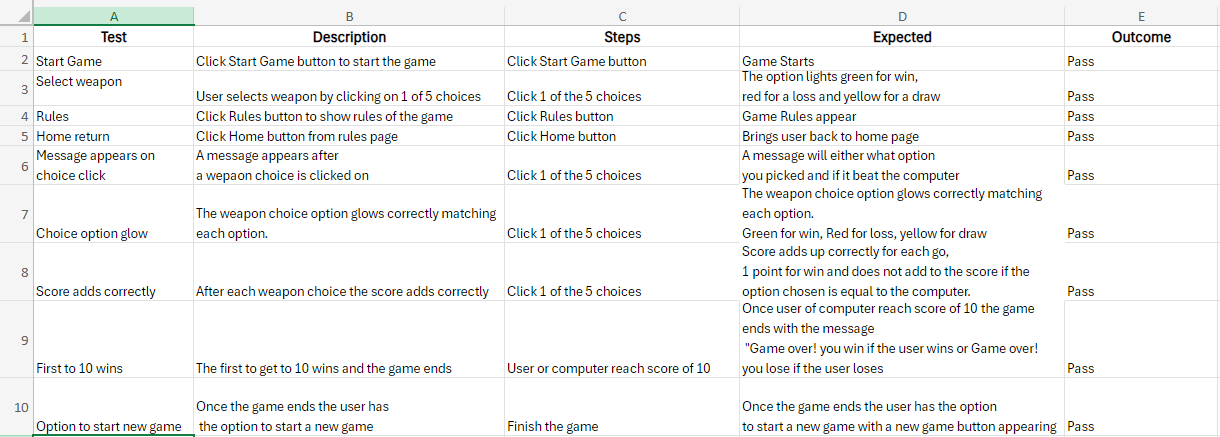 A B C D E
1 Test Description Steps Expected Outcome
2 Start Game Click Start Game button to start the game Click Start Game button Game Starts Pass
3 Select weapon User selects weapon by clicking on 1 of 5 choices Click 1 of the 5 choices The option lights green for win,
red for a loss and yellow for a draw Pass
4 Rules Click Rules button to show rules of the game Click Rules button Game Rules appear Pass
5 Home return Click Home button from rules page Click Home button Brings user back to home page Pass
6 Message appears on
choice click A message appears after
a wepaon choice is clicked on Click 1 of the 5 choices A message will either what option
you picked and if it beat the computer Pass
7 Choice option glow The weapon choice option glows correctly matching
each option. Click 1 of the 5 choices The weapon choice option glows correctly matching
each option.
Green for win, Red for loss, yellow for draw Pass
8 Score adds correctly After each weapon choice the score adds correctly Click 1 of the 5 choices Score adds up correctly for each go,
1 point for win and does not add to the score if the
option chosen is equal to the computer. Pass
9 First to 10 wins The first to get to 10 wins and the game ends User or computer reach score of 10 Once user of computer reach score of 10 the game
ends with the message
"Game over! you win if the user wins or Game over!
you lose if the user loses Pass
10 Option to start new game Once the game ends the user has
the option to start a new game Finish the game Once the game ends the user has the option
to start a new game with a new game button appearing Pass